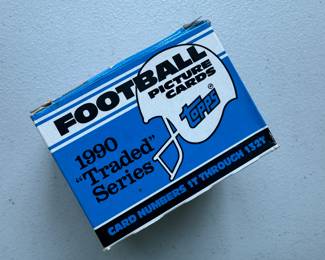 FOOTBALL
PICTURE
CARDS
®
topps
1990
"Traded"
Series
CARD NUMBERS 1T THROUGH 132T